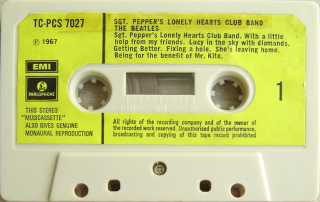 TC-PCS 7027
℗ 1967
EMI
PARLOPHONE
THIS STEREO
"MUSICASSETTE"
ALSO GIVES GENUINE
MONAURAL REPRODUCTION
SGT. PEPPER'S LONELY HEARTS CLUB BAND
THE BEATLES
Sgt. Pepper's Lonely Hearts Club Band. With a little
help from my friends. Lucy in the sky with diamonds.
Getting Better. Fixing a hole. She's leaving home.
Being for the benefit of Mr. Kite.
1
All rights of the recording company and of the owner of
the recorded work reserved. Unauthorised public performance,
broadcasting and copying of this tape record prohibited